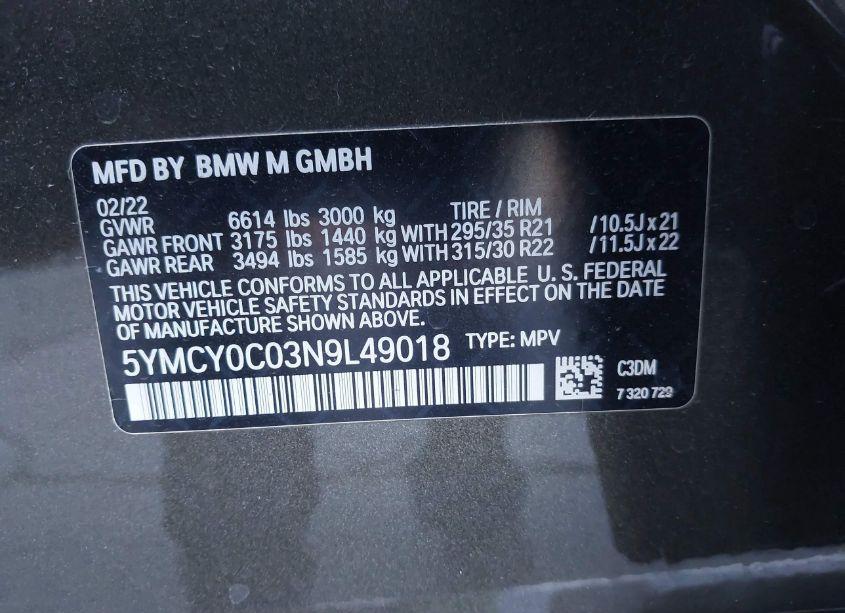 MFD BY BMW M GMBH
02/22 TIRE / RIM
GVWR 6614 lbs 3000 kg
GAWR FRONT 3175 lbs 1440 kg WITH 295/35 R21 /10.5J x 21
GAWR REAR 3494 lbs 1585 kg WITH 315/30 R22 /11.5J x 22
THIS VEHICLE CONFORMS TO ALL APPLICABLE U. S. FEDERAL
MOTOR VEHICLE SAFETY STANDARDS IN EFFECT ON THE DATE
OF MANUFACTURE SHOWN ABOVE.
5YMCY0C03N9L49018 TYPE: MPV
C3DM
7 320 729